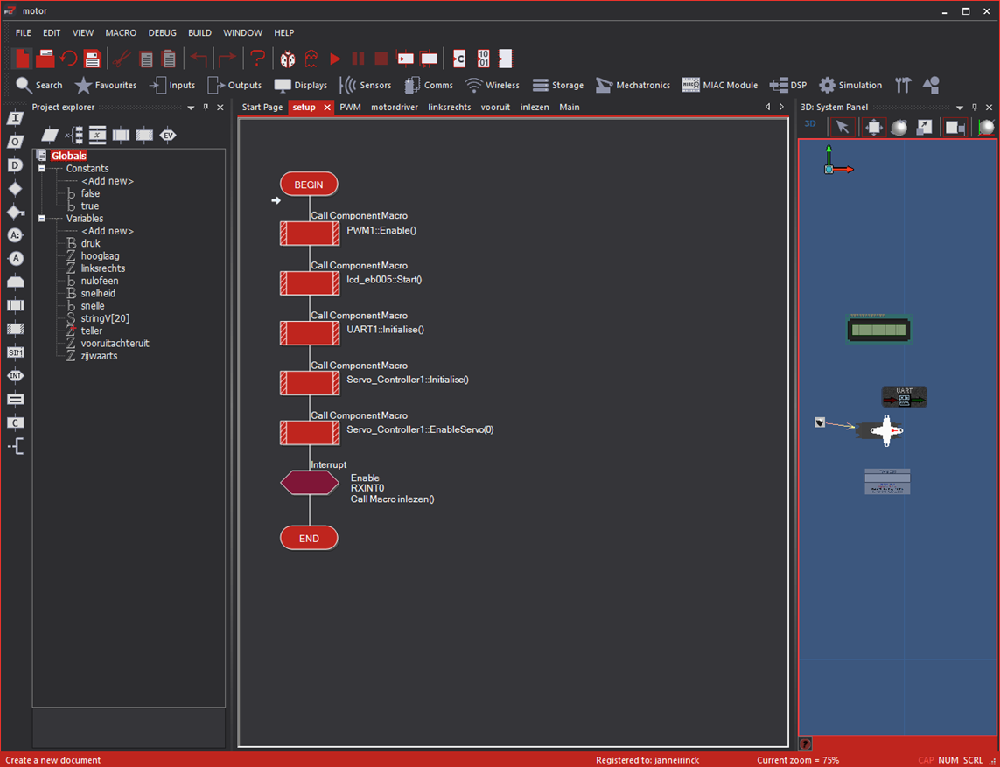 motor
FILE EDIT VIEW MACRO DEBUG BUILD WINDOW HELP
Search Favourites Inputs Outputs Displays Sensors Comms Wireless Storage Mechatronics MIAC Module DSP Simulation
Project explorer
Start Page setup PWM motordriver linksrechts vooruit inlezen Main
3D: System Panel
3D
Globals
Constants
<Add new>
false
true
Variables
<Add new>
druk
hooglaag
linksrechts
nulofeen
snelheid
snelle
stringV[20]
teller
vooruitachteruit
zijwaarts
BEGIN
Call Component Macro
PWM1::Enable()
Call Component Macro
lcd_eb005::Start()
Call Component Macro
UART1::Initialise()
Call Component Macro
Servo_Controller1::Initialise()
Call Component Macro
Servo_Controller1::EnableServo(0)
Interrupt
Enable
RXINT0
Call Macro inlezen()
END
UART
Create a new document
Registered to: janneirinck
Current zoom = 75%
CAP NUM SCRL